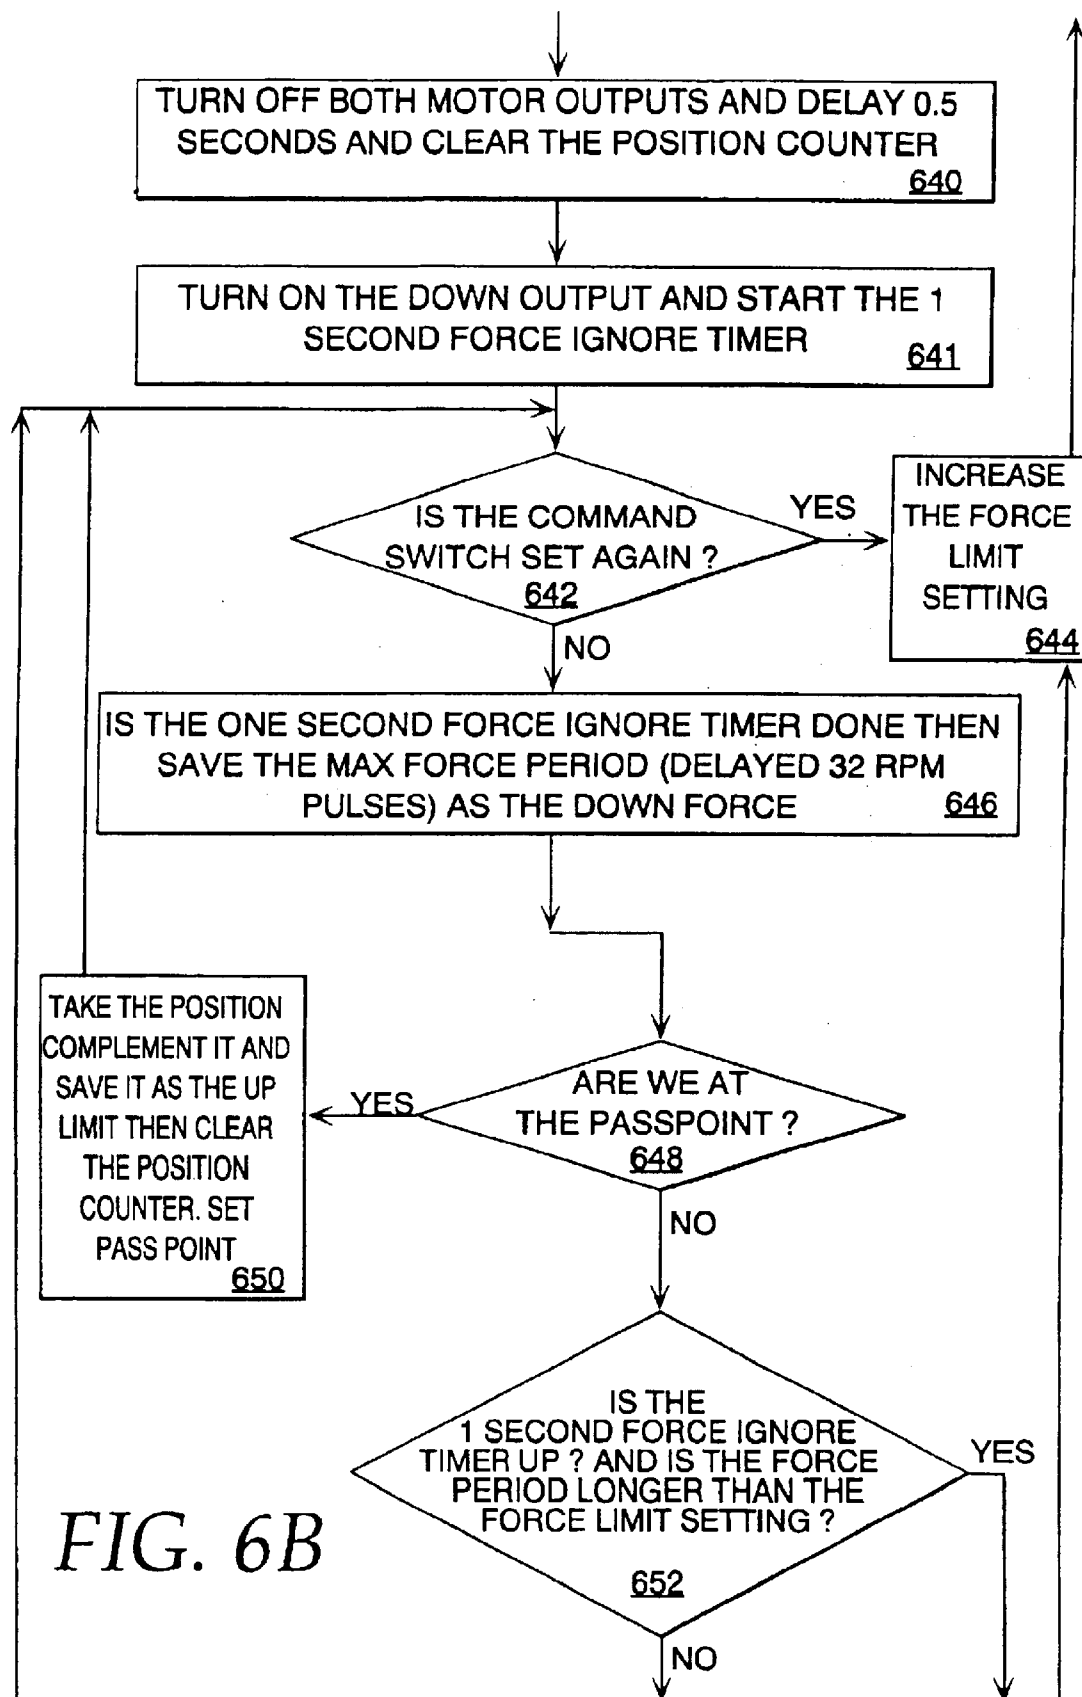 TURN OFF BOTH MOTOR OUTPUTS AND DELAY 0.5
SECONDS AND CLEAR THE POSITION COUNTER
640
TURN ON THE DOWN OUTPUT AND START THE 1
SECOND FORCE IGNORE TIMER
641
IS THE COMMAND
SWITCH SET AGAIN ?
642
YES
INCREASE
THE FORCE
LIMIT
SETTING
644
NO
IS THE ONE SECOND FORCE IGNORE TIMER DONE THEN
SAVE THE MAX FORCE PERIOD (DELAYED 32 RPM
PULSES) AS THE DOWN FORCE
646
ARE WE AT
THE PASSPOINT ?
648
YES
TAKE THE POSITION
COMPLEMENT IT AND
SAVE IT AS THE UP
LIMIT THEN CLEAR
THE POSITION
COUNTER. SET
PASS POINT
650
NO
IS THE
1 SECOND FORCE IGNORE
TIMER UP ? AND IS THE FORCE
PERIOD LONGER THAN THE
FORCE LIMIT SETTING ?
652
YES
NO
FIG. 6B